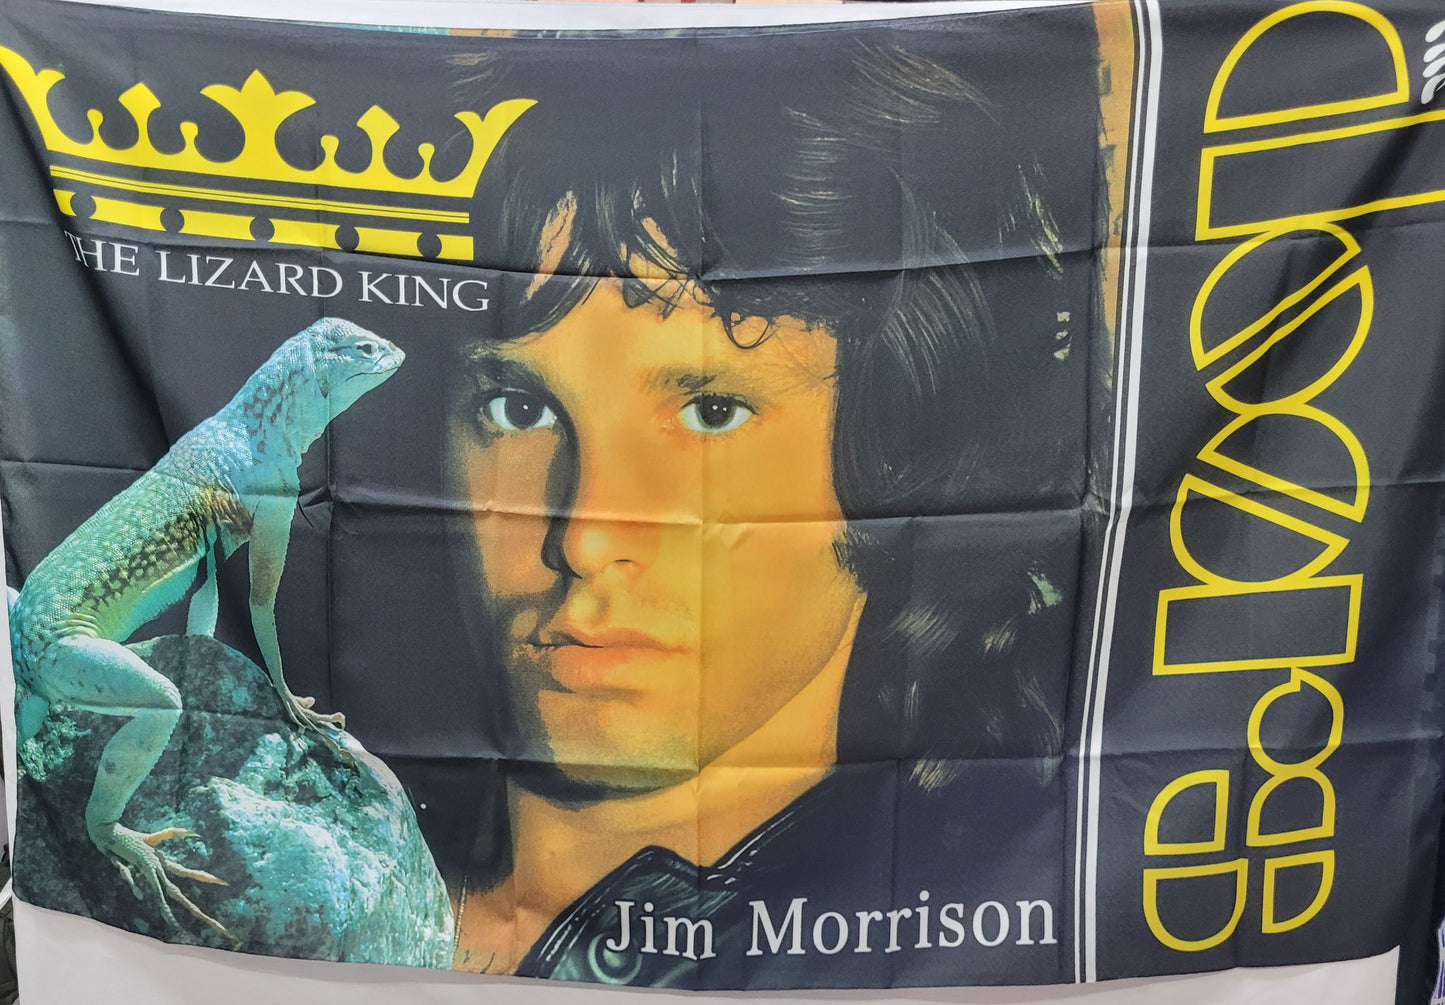 THE LIZARD KING
Jim Morrison
THE
DOORS